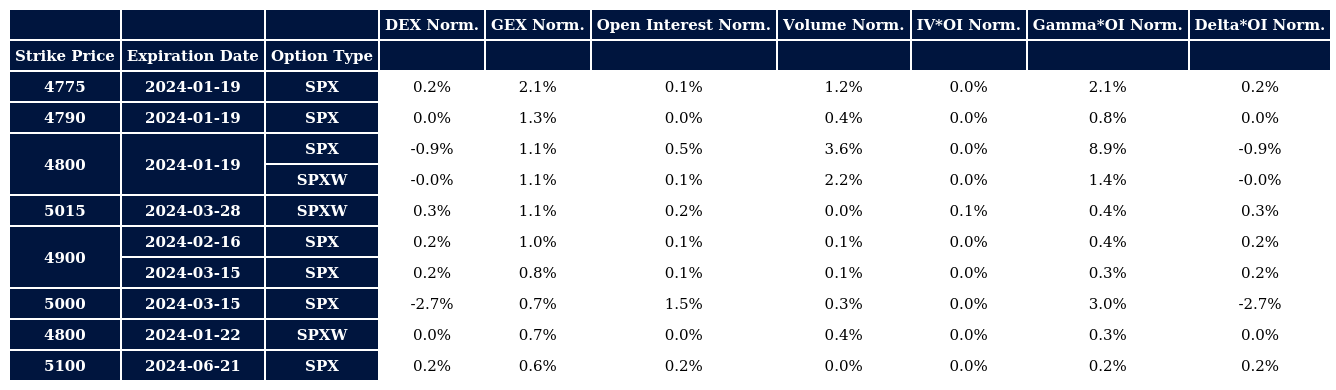 DEX Norm. GEX Norm. Open Interest Norm. Volume Norm. IV*OI Norm. Gamma*OI Norm. Delta*OI Norm.
Strike Price Expiration Date Option Type
4775 2024-01-19 SPX 0.2% 2.1% 0.1% 1.2% 0.0% 2.1% 0.2%
4790 2024-01-19 SPX 0.0% 1.3% 0.0% 0.4% 0.0% 0.8% 0.0%
4800 2024-01-19 SPX -0.9% 1.1% 0.5% 3.6% 0.0% 8.9% -0.9%
SPXW -0.0% 1.1% 0.1% 2.2% 0.0% 1.4% -0.0%
5015 2024-03-28 SPXW 0.3% 1.1% 0.2% 0.0% 0.1% 0.4% 0.3%
4900 2024-02-16 SPX 0.2% 1.0% 0.1% 0.1% 0.0% 0.4% 0.2%
2024-03-15 SPX 0.2% 0.8% 0.1% 0.1% 0.0% 0.3% 0.2%
5000 2024-03-15 SPX -2.7% 0.7% 1.5% 0.3% 0.0% 3.0% -2.7%
4800 2024-01-22 SPXW 0.0% 0.7% 0.0% 0.4% 0.0% 0.3% 0.0%
5100 2024-06-21 SPX 0.2% 0.6% 0.2% 0.0% 0.0% 0.2% 0.2%